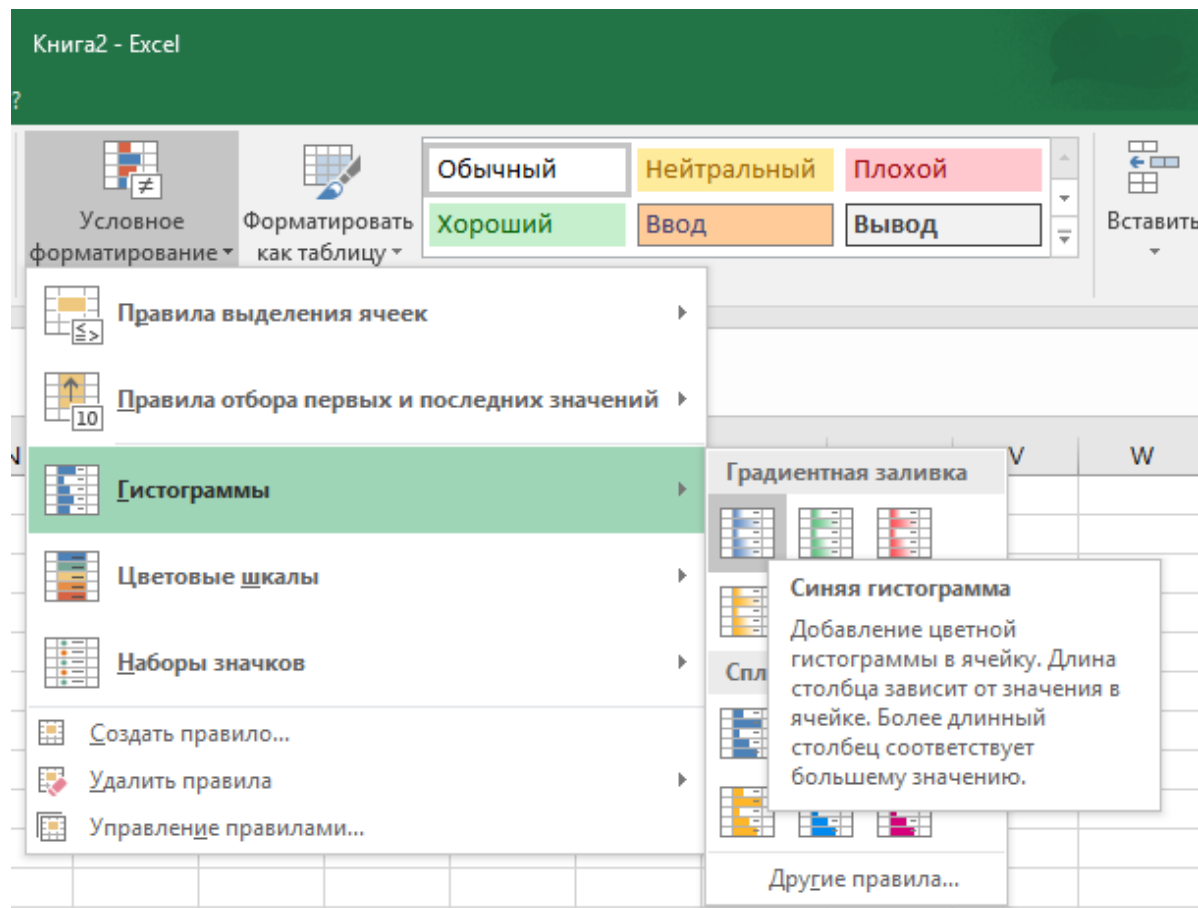 Книга2 - Excel
?
Условное
форматирование
Форматировать
как таблицу
Обычный
Нейтральный
Плохой
Хороший
Ввод
Вывод
Вставить
Правила выделения ячеек
10
Правила отбора первых и последних значений
N
V
W
Гистограммы
Цветовые шкалы
Наборы значков
Создать правило...
Удалить правила
Управление правилами...
Градиентная заливка
Синяя гистограмма
Добавление цветной
гистограммы в ячейку. Длина
столбца зависит от значения в
ячейке. Более длинный
столбец соответствует
большему значению.
Спл
Другие правила...